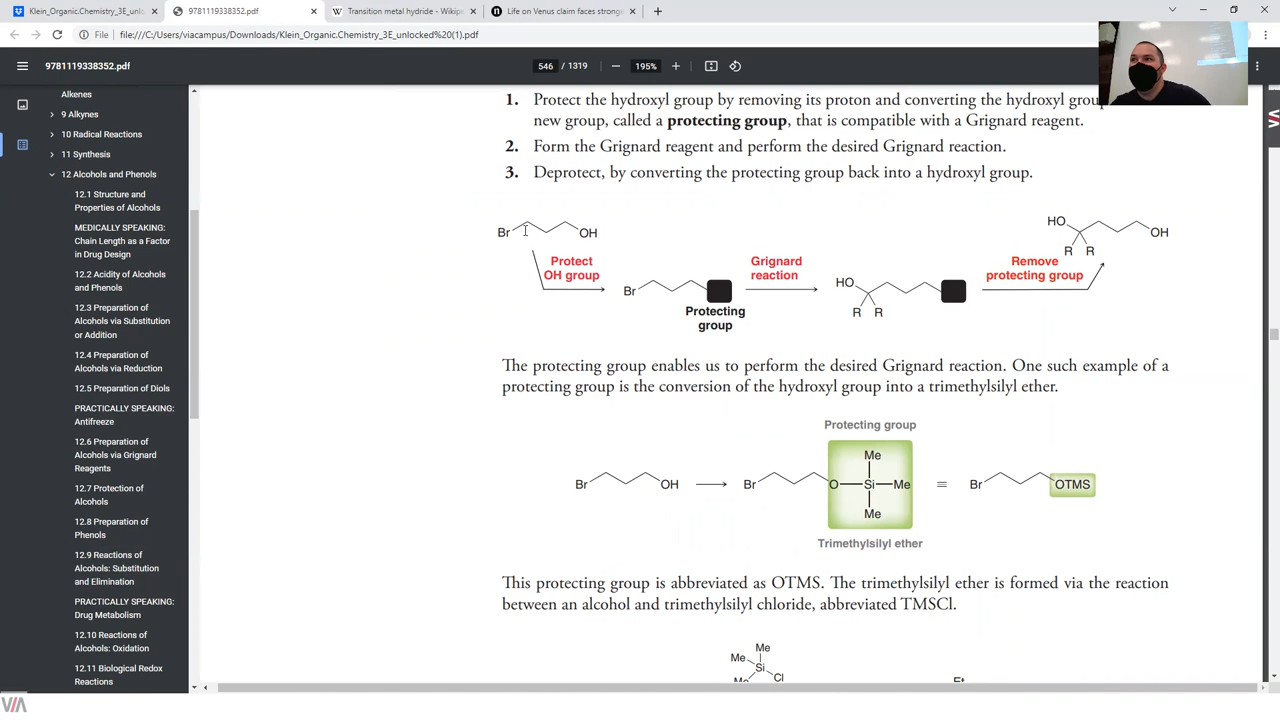 Klein_Organic.Chemistry_3E_unlocked
9781119338352.pdf
Transition metal hydride - Wikipe
Life on Venus claim faces stronge
File
file:///C:/Users/viacampus/Downloads/Klein_Organic.Chemistry_3E_unlocked%20(1).pdf
9781119338352.pdf
546 / 1319
195%
Alkenes
9 Alkynes
10 Radical Reactions
11 Synthesis
12 Alcohols and Phenols
12.1 Structure and
Properties of Alcohols
MEDICALLY SPEAKING:
Chain Length as a Factor
in Drug Design
12.2 Acidity of Alcohols
and Phenols
12.3 Preparation of
Alcohols via Substitution
or Addition
12.4 Preparation of
Alcohols via Reduction
12.5 Preparation of Diols
PRACTICALLY SPEAKING:
Antifreeze
12.6 Preparation of
Alcohols via Grignard
Reagents
12.7 Protection of
Alcohols
12.8 Preparation of
Phenols
12.9 Reactions of
Alcohols: Substitution
and Elimination
PRACTICALLY SPEAKING:
Drug Metabolism
12.10 Reactions of
Alcohols: Oxidation
12.11 Biological Redox
Reactions
1. Protect the hydroxyl group by removing its proton and converting the hydroxyl
new group, called a protecting group, that is compatible with a Grignard reagent.
2. Form the Grignard reagent and perform the desired Grignard reaction.
3. Deprotect, by converting the protecting group back into a hydroxyl group.
Br OH
Protect
OH group
Br
Protecting
group
Grignard
reaction
HO
R R
Remove
protecting group
HO OH
R R
The protecting group enables us to perform the desired Grignard reaction. One such example of a
protecting group is the conversion of the hydroxyl group into a trimethylsilyl ether.
Protecting group
Br OH
Me
Br O Si Me
Me
≡
Br OTMS
Trimethylsilyl ether
This protecting group is abbreviated as OTMS. The trimethylsilyl ether is formed via the reaction
between an alcohol and trimethylsilyl chloride, abbreviated TMSCl.
Me
Me
Si
Me Cl
Et
VIA